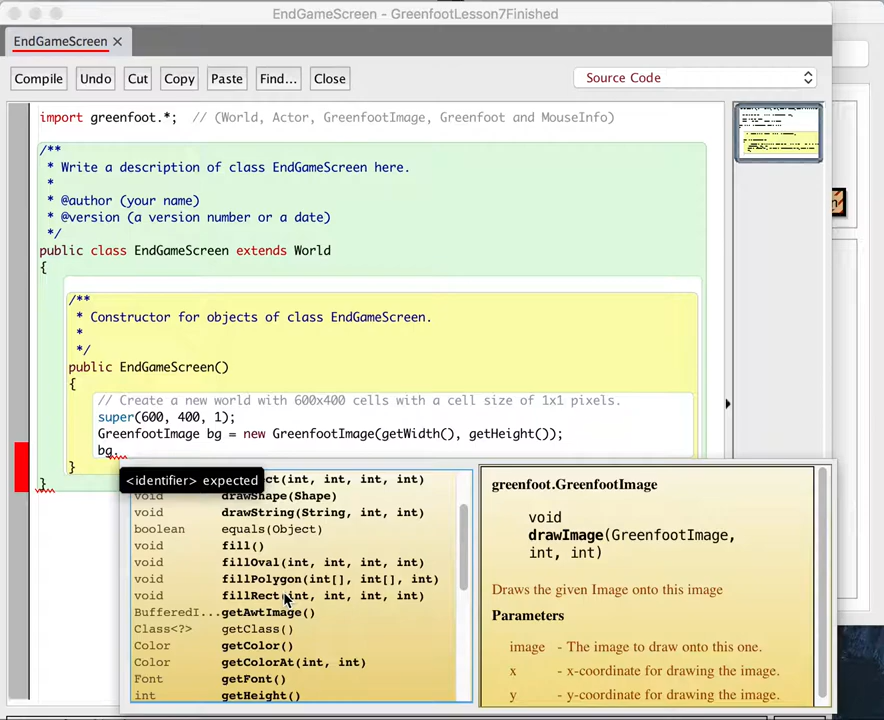 EndGameScreen - GreenfootLesson7Finished
EndGameScreen ×
Compile Undo Cut Copy Paste Find... Close Source Code
import greenfoot.*;  // (World, Actor, GreenfootImage, Greenfoot and MouseInfo)
/**
 * Write a description of class EndGameScreen here.
 *
 * @author (your name)
 * @version (a version number or a date)
 */
public class EndGameScreen extends World
{
/**
 * Constructor for objects of class EndGameScreen.
 *
 */
public EndGameScreen()
{
// Create a new world with 600x400 cells with a cell size of 1x1 pixels.
super(600, 400, 1);
GreenfootImage bg = new GreenfootImage(getWidth(), getHeight());
bg.
}
}
<identifier> expected
ct(int, int, int, int)
void drawShape(Shape)
void drawString(String, int, int)
boolean equals(Object)
void fill()
void fillOval(int, int, int, int)
void fillPolygon(int[], int[], int)
void fillRect(int, int, int, int)
BufferedI... getAwtImage()
Class<?> getClass()
Color getColor()
Color getColorAt(int, int)
Font getFont()
int getHeight()
greenfoot.GreenfootImage
void
drawImage(GreenfootImage,
int, int)
Draws the given Image onto this image
Parameters
image - The image to draw onto this one.
x - x-coordinate for drawing the image.
y - y-coordinate for drawing the image.